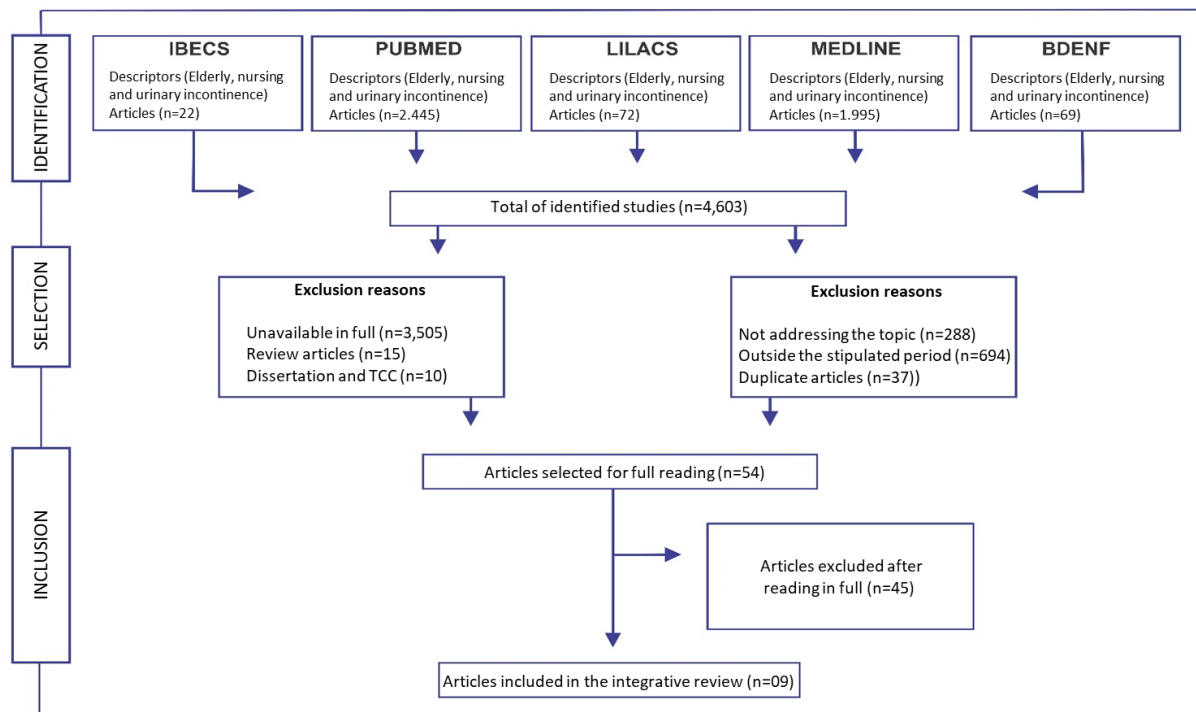 IDENTIFICATION
IBECS
Descriptors (Elderly, nursing
and urinary incontinence)
Articles (n=22)
PUBMED
Descriptors (Elderly, nursing
and urinary incontinence)
Articles (n=2.445)
LILACS
Descriptors (Elderly, nursing
and urinary incontinence)
Articles (n=72)
MEDLINE
Descriptors (Elderly, nursing
and urinary incontinence)
Articles (n=1.995)
BDENF
Descriptors (Elderly, nursing
and urinary incontinence)
Articles (n=69)
Total of identified studies (n=4,603)
SELECTION
Exclusion reasons
Unavailable in full (n=3,505)
Review articles (n=15)
Dissertation and TCC (n=10)
Exclusion reasons
Not addressing the topic (n=288)
Outside the stipulated period (n=694)
Duplicate articles (n=37))
INCLUSION
Articles selected for full reading (n=54)
Articles excluded after
reading in full (n=45)
Articles included in the integrative review (n=09)